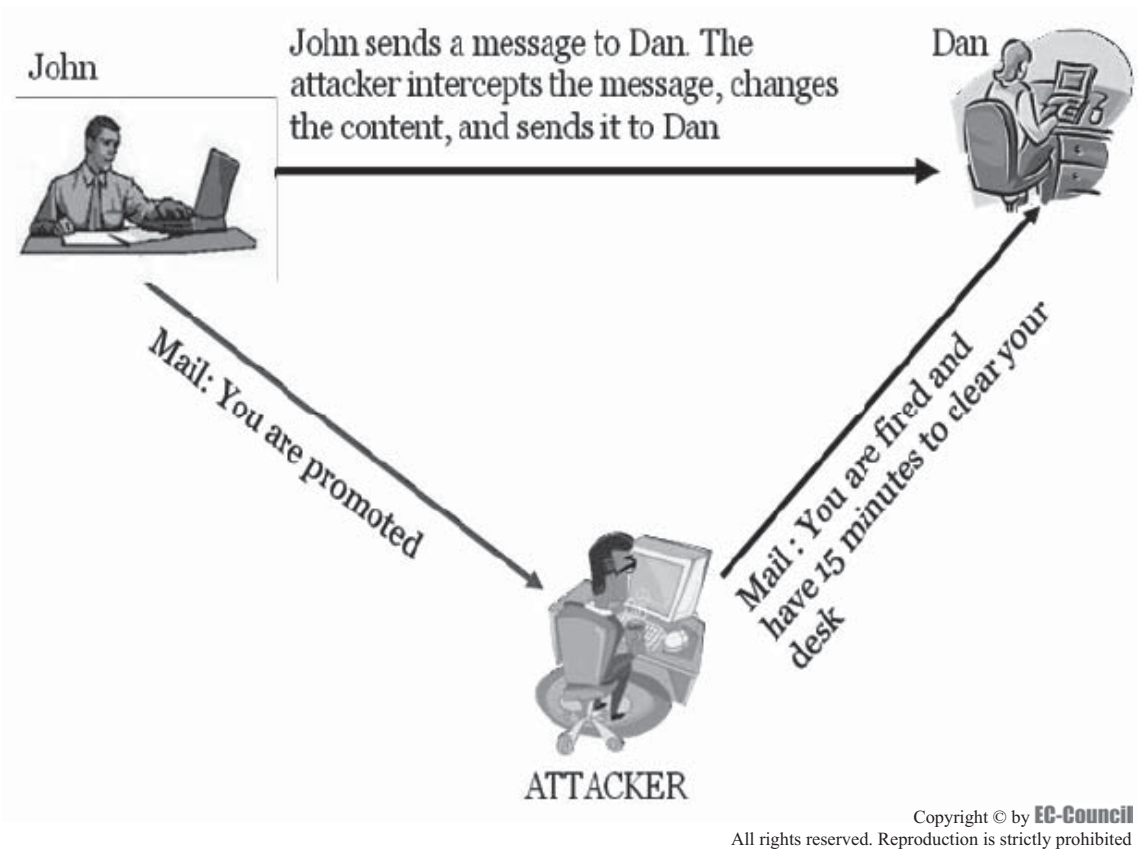 John
John sends a message to Dan. The
attacker intercepts the message, changes
the content, and sends it to Dan
Dan
Mail: You are promoted
Mail : You are fired and
have 15 minutes to clear your
desk
ATTACKER
Copyright © by EC-Council
All rights reserved. Reproduction is strictly prohibited